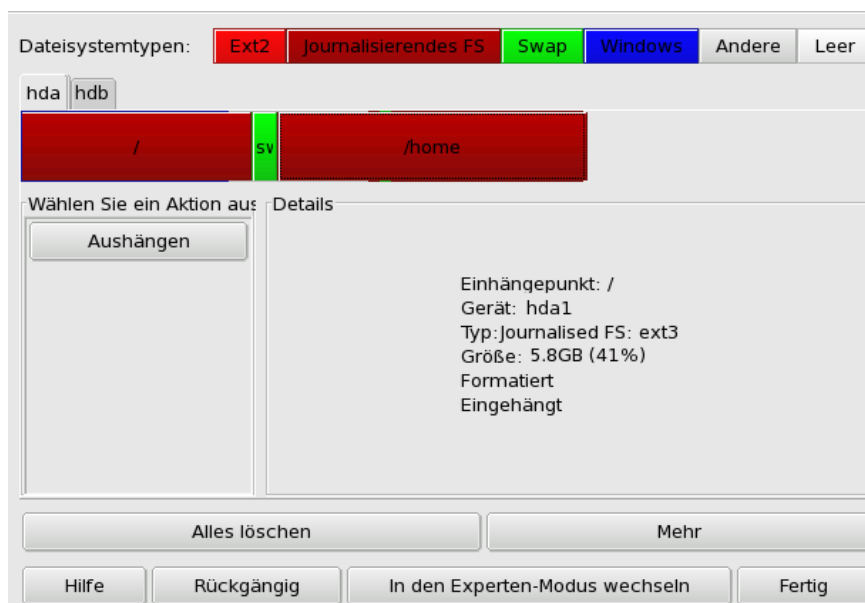 Dateisystemtypen: Ext2 Journalisierendes FS Swap Windows Andere Leer
hda hdb
/ sw /home
Wählen Sie ein Aktion aus Details
Aushängen
Einhängepunkt: /
Gerät: hda1
Typ:Journalised FS: ext3
Größe: 5.8GB (41%)
Formatiert
Eingehängt
Alles löschen Mehr
Hilfe Rückgängig In den Experten-Modus wechseln Fertig